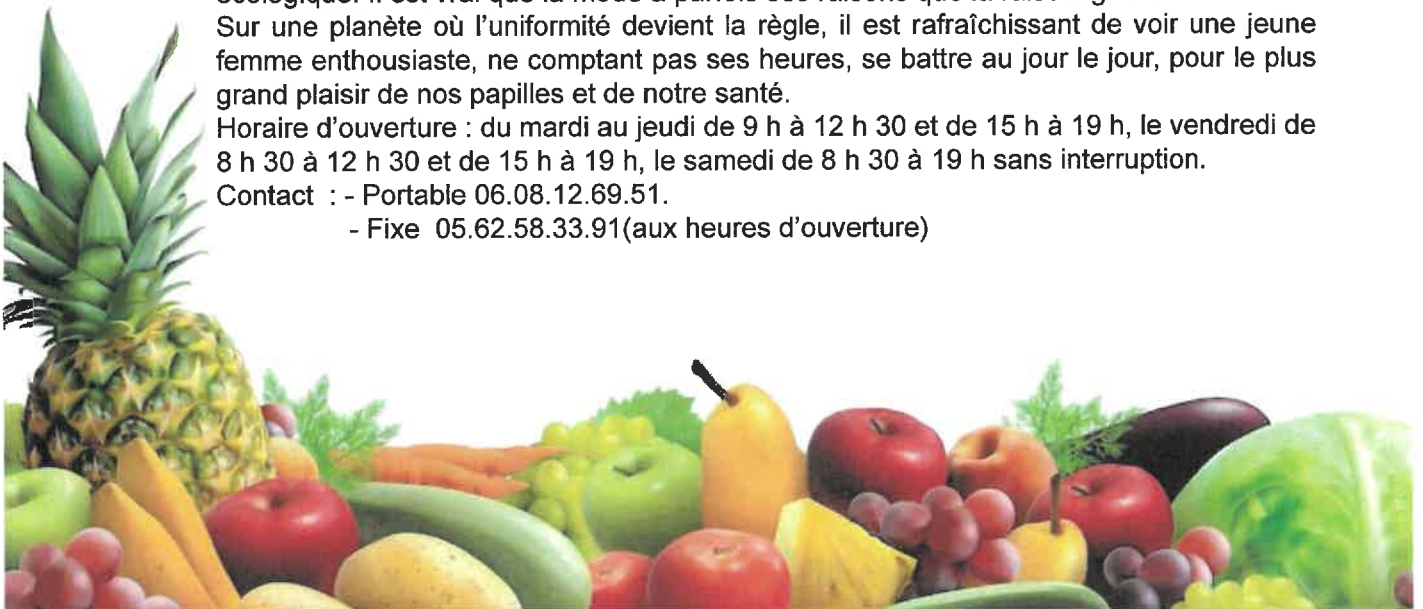 Sur une planète où l'uniformité devient la règle, il est rafraîchissant de voir une jeune
femme enthousiaste, ne comptant pas ses heures, se battre au jour le jour, pour le plus
grand plaisir de nos papilles et de notre santé.
Horaire d'ouverture : du mardi au jeudi de 9 h à 12 h 30 et de 15 h à 19 h, le vendredi de
8 h 30 à 12 h 30 et de 15 h à 19 h, le samedi de 8 h 30 à 19 h sans interruption.
Contact : - Portable 06.08.12.69.51.
- Fixe 05.62.58.33.91(aux heures d'ouverture)